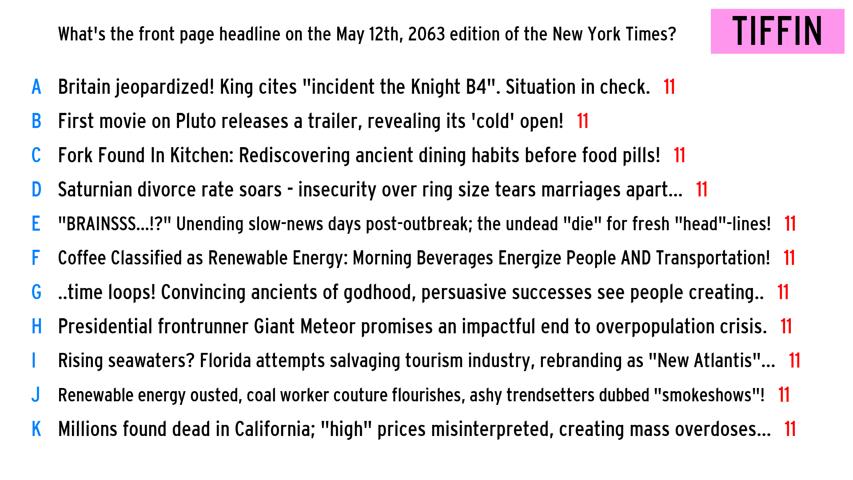 What's the front page headline on the May 12th, 2063 edition of the New York Times?
TIFFIN
A Britain jeopardized! King cites "incident the Knight B4". Situation in check. 11
B First movie on Pluto releases a trailer, revealing its 'cold' open! 11
C Fork Found In Kitchen: Rediscovering ancient dining habits before food pills! 11
D Saturnian divorce rate soars - insecurity over ring size tears marriages apart... 11
E "BRAINSSS...!?" Unending slow-news days post-outbreak; the undead "die" for fresh "head"-lines! 11
F Coffee Classified as Renewable Energy: Morning Beverages Energize People AND Transportation! 11
G ..time loops! Convincing ancients of godhood, persuasive successes see people creating.. 11
H Presidential frontrunner Giant Meteor promises an impactful end to overpopulation crisis. 11
I Rising seawaters? Florida attempts salvaging tourism industry, rebranding as "New Atlantis"... 11
J Renewable energy ousted, coal worker couture flourishes, ashy trendsetters dubbed "smokeshows"! 11
K Millions found dead in California; "high" prices misinterpreted, creating mass overdoses... 11